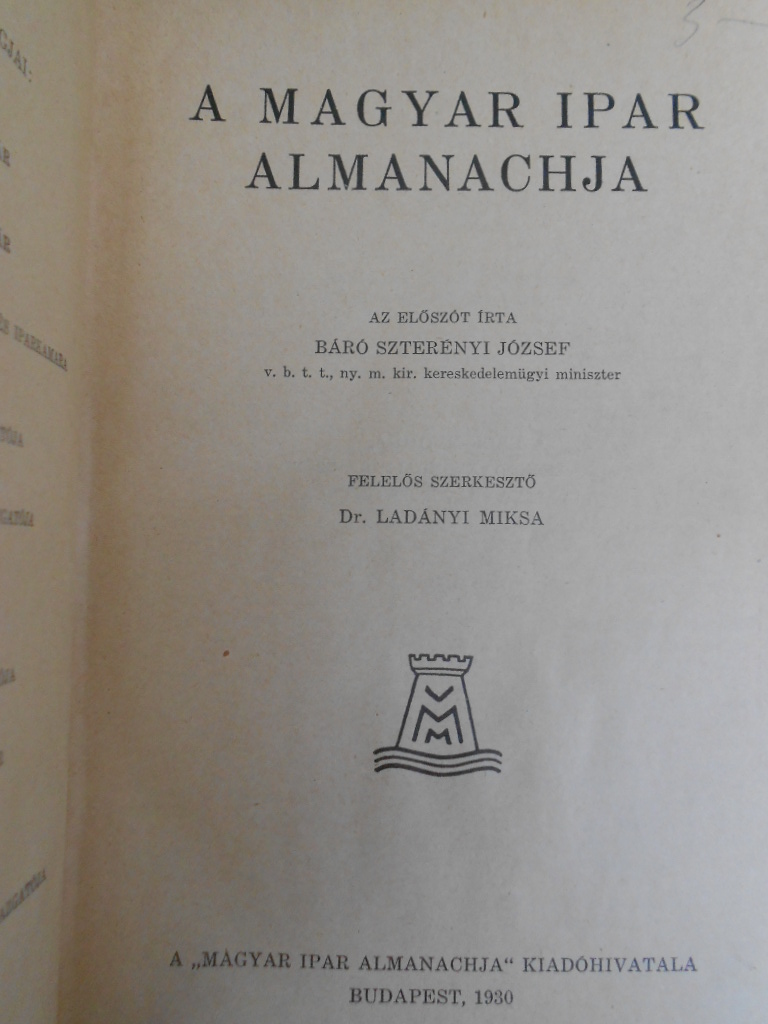 A MAGYAR IPAR
ALMANACHJA
AZ ELŐSZÓT ÍRTA
BÁRÓ SZTERÉNYI JÓZSEF
v. b. t. t., ny. m. kir. kereskedelemügyi miniszter
FELELŐS SZERKESZTŐ
Dr. LADÁNYI MIKSA
A „MAGYAR IPAR ALMANACHJA“ KIADÓHIVATALA
BUDAPEST, 1930